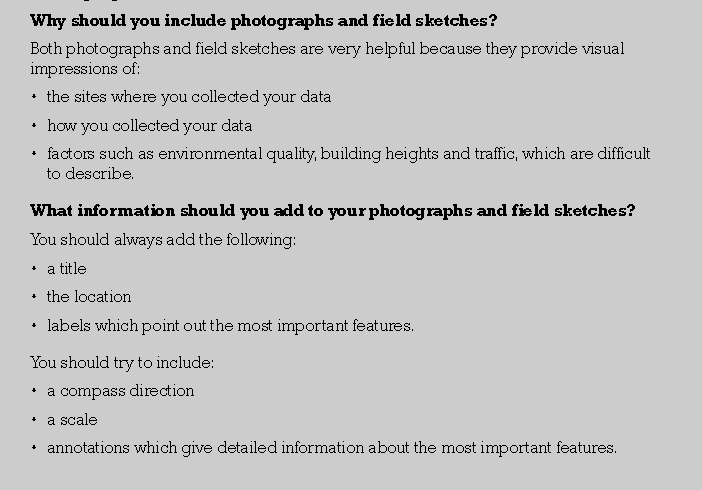 Why should you include photographs and field sketches?
Both photographs and field sketches are very helpful because they provide visual
impressions of:
• the sites where you collected your data
• how you collected your data
• factors such as environmental quality, building heights and traffic, which are difficult
to describe.
What information should you add to your photographs and field sketches?
You should always add the following:
• a title
• the location
• labels which point out the most important features.
You should try to include:
• a compass direction
• a scale
• annotations which give detailed information about the most important features.